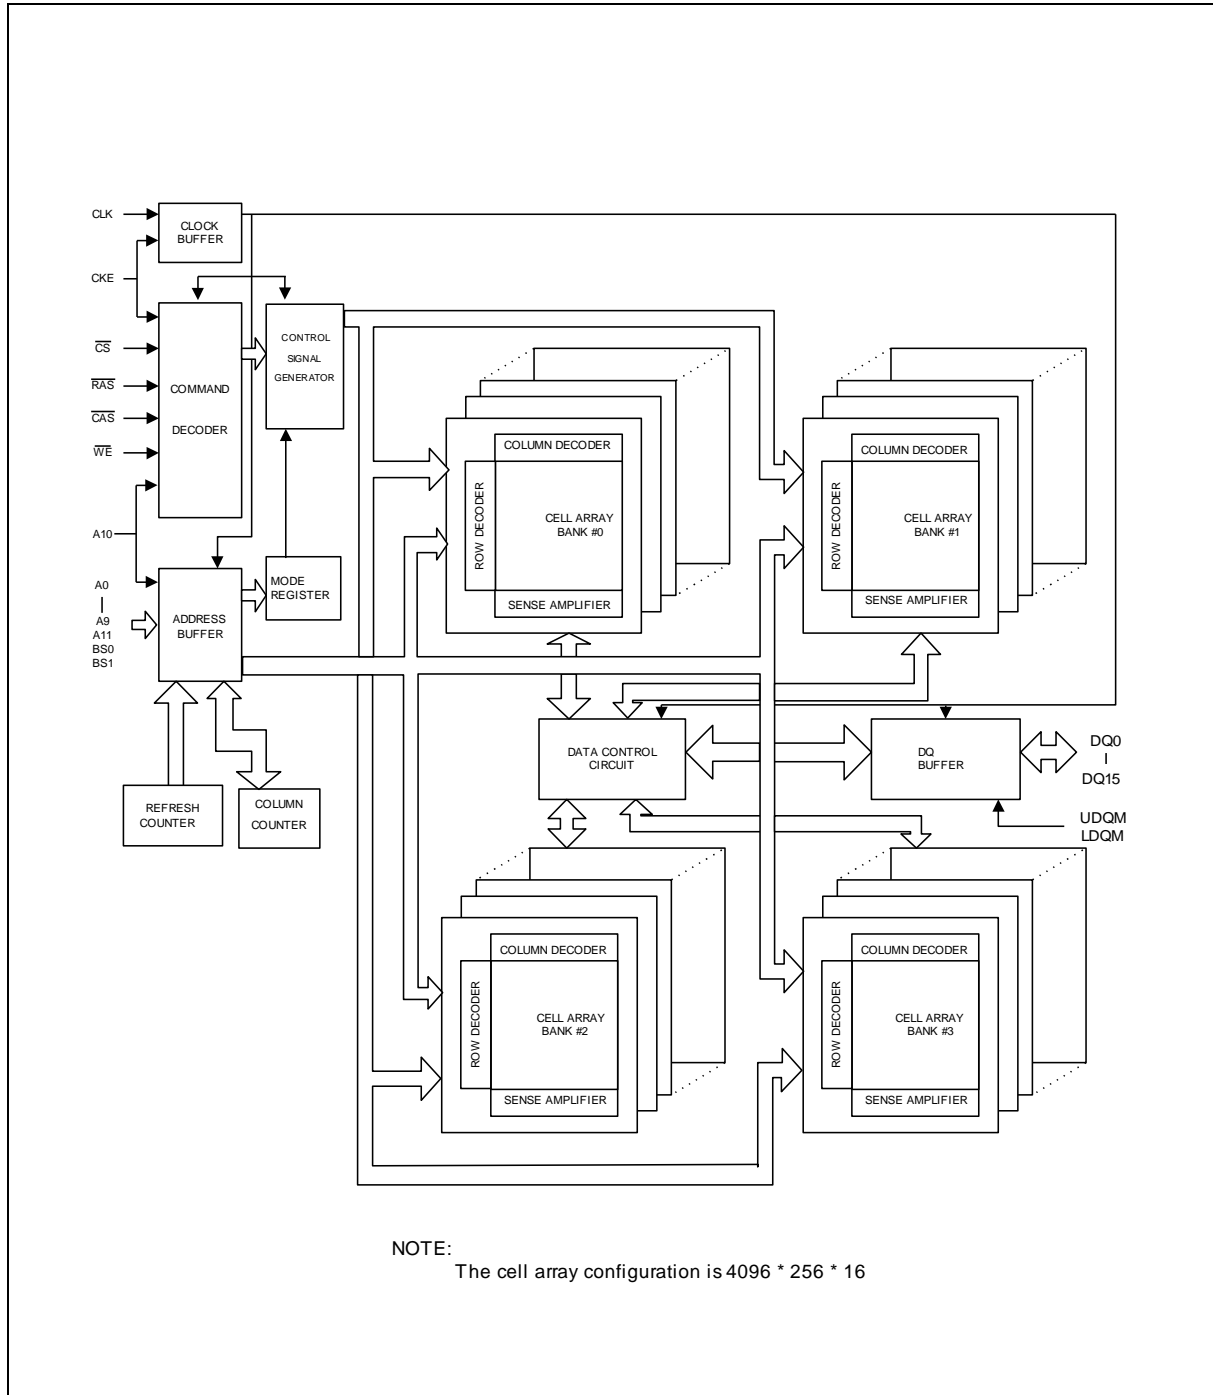 CLK
CLOCK
BUFFER
CKE
CS
RAS
CAS
WE
COMMAND
DECODER
CONTROL
SIGNAL
GENERATOR
A10
A0
A9
A11
BS0
BS1
ADDRESS
BUFFER
MODE
REGISTER
REFRESH
COUNTER
COLUMN
COUNTER
COLUMN DECODER
ROW DECODER
CELL ARRAY
BANK #0
SENSE AMPLIFIER
COLUMN DECODER
ROW DECODER
CELL ARRAY
BANK #1
SENSE AMPLIFIER
DATA CONTROL
CIRCUIT
DQ
BUFFER
DQ0
DQ15
UDQM
LDQM
COLUMN DECODER
ROW DECODER
CELL ARRAY
BANK #2
SENSE AMPLIFIER
COLUMN DECODER
ROW DECODER
CELL ARRAY
BANK #3
SENSE AMPLIFIER
NOTE:
The cell array configuration is 4096 * 256 * 16